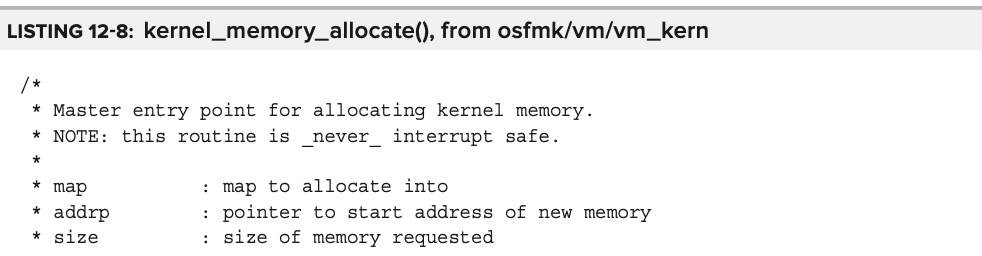 LISTING 12-8: kernel_memory_allocate(), from osfmk/vm/vm_kern
/*
* Master entry point for allocating kernel memory.
* NOTE: this routine is _never_ interrupt safe.
*
* map : map to allocate into
* addrp : pointer to start address of new memory
* size : size of memory requested